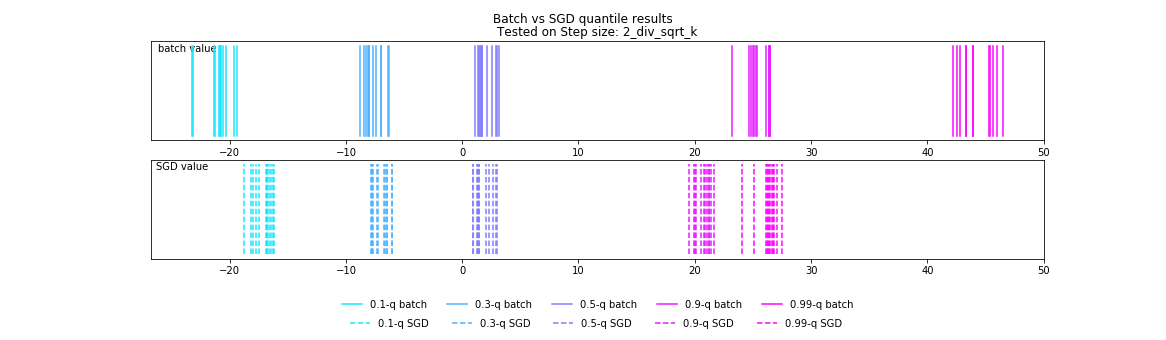 Batch vs SGD quantile results
Tested on Step size: 2_div_sqrt_k
batch value
−20 −10 0 10 20 30 40 50
SGD value
−20 −10 0 10 20 30 40 50
0.1-q batch 0.3-q batch 0.5-q batch 0.9-q batch 0.99-q batch
0.1-q SGD 0.3-q SGD 0.5-q SGD 0.9-q SGD 0.99-q SGD